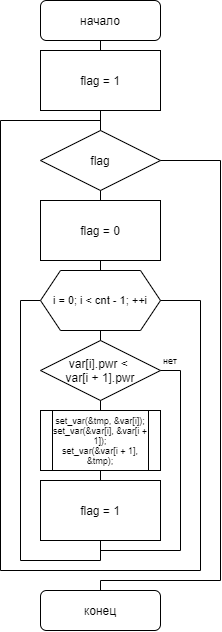 начало
flag = 1
flag
flag = 0
i = 0; i < cnt - 1; ++i
var[i].pwr <
var[i + 1].pwr
нет
set_var(&tmp, &var[i]);
set_var(&var[i], &var[i +
1]);
set_var(&var[i + 1],
&tmp);
flag = 1
конец